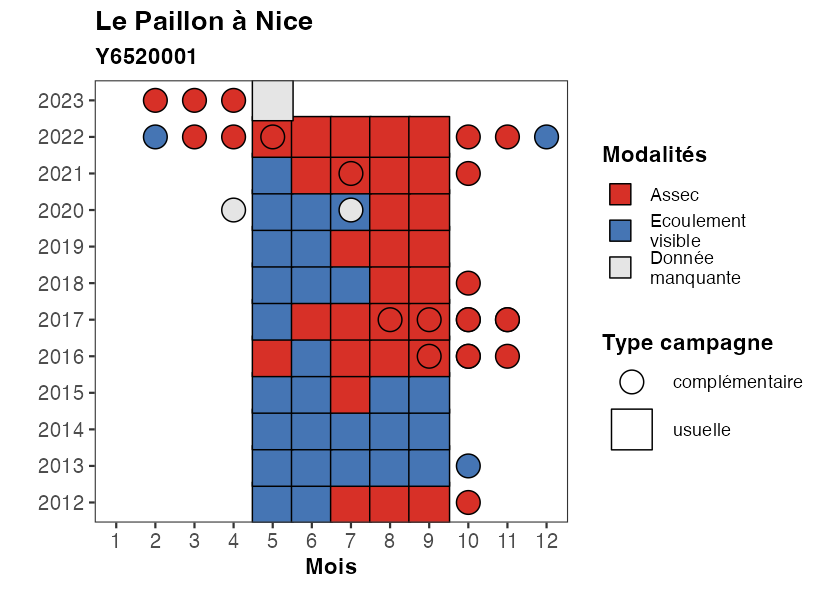 Le Paillon à Nice
Y6520001
2023
2022
2021
2020
2019
2018
2017
2016
2015
2014
2013
2012
1 2 3 4 5 6 7 8 9 10 11 12
Mois
Modalités
Assec
Ecoulement
visible
Donnée
manquante
Type campagne
complémentaire
usuelle